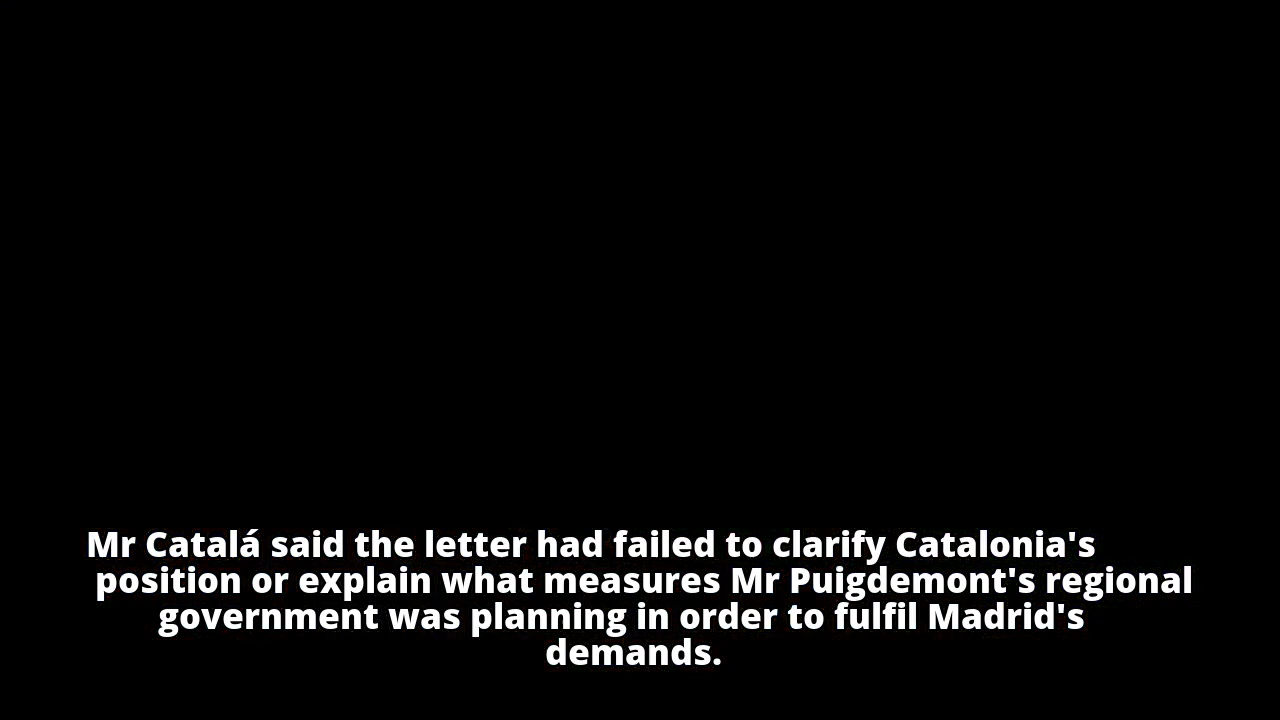 Mr Catalá said the letter had failed to clarify Catalonia's
position or explain what measures Mr Puigdemont's regional
government was planning in order to fulfil Madrid's
demands.